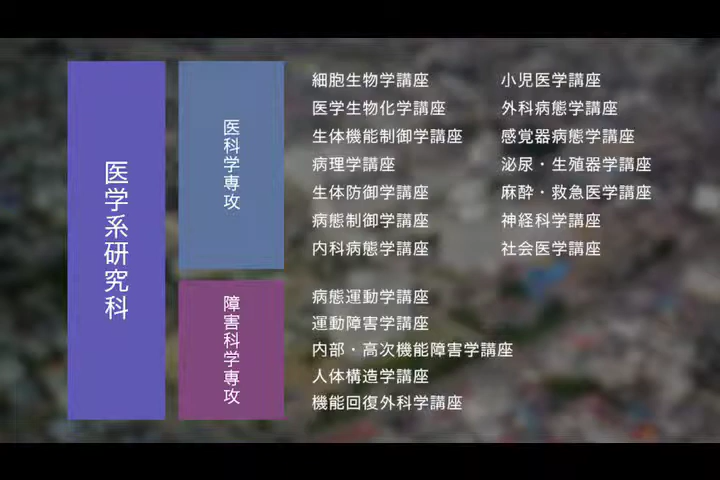 医学系研究科
医科学専攻
細胞生物学講座
医学生物化学講座
生体機能制御学講座
病理学講座
生体防御学講座
病態制御学講座
内科病態学講座
小児医学講座
外科病態学講座
感覚器病態学講座
泌尿・生殖器学講座
麻酔・救急医学講座
神経科学講座
社会医学講座
障害科学専攻
病態運動学講座
運動障害学講座
内部・高次機能障害学講座
人体構造学講座
機能回復外科学講座